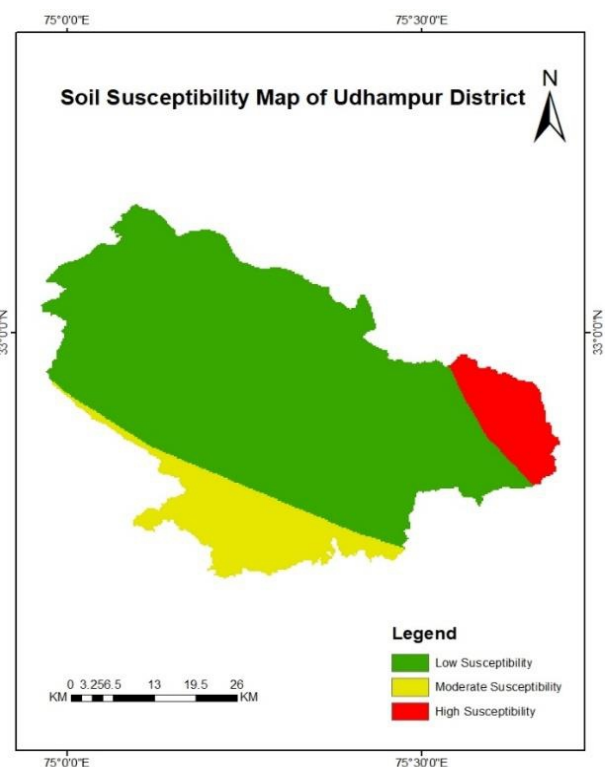 75°0'0"E 75°30'0"E
Soil Susceptibility Map of Udhampur District
N
33°0'0"N 33°0'0"N
Legend
Low Susceptibility
Moderate Susceptibility
High Susceptibility
0 3.256.5 13 19.5 26
KM KM
75°0'0"E 75°30'0"E